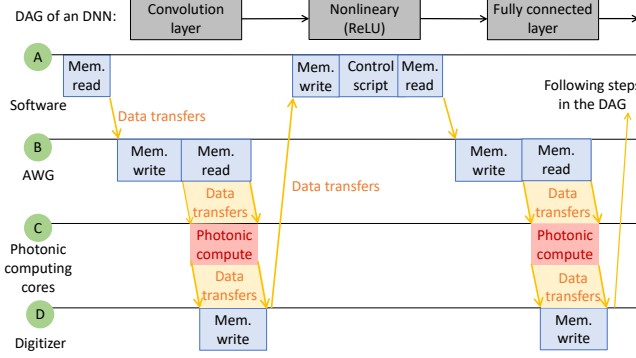 DAG of an DNN:
Convolution
layer
Nonlineary
(ReLU)
Fully connected
layer
A
Software
Mem.
read
Mem.
write
Control
script
Mem.
read
Following steps
in the DAG
Data transfers
B
AWG
Mem.
write
Mem.
read
Data transfers
Mem.
write
Mem.
read
Data
transfers
Data
transfers
C
Photonic
computing
cores
Photonic
compute
Photonic
compute
Data
transfers
Data
transfers
D
Digitizer
Mem.
write
Mem.
write